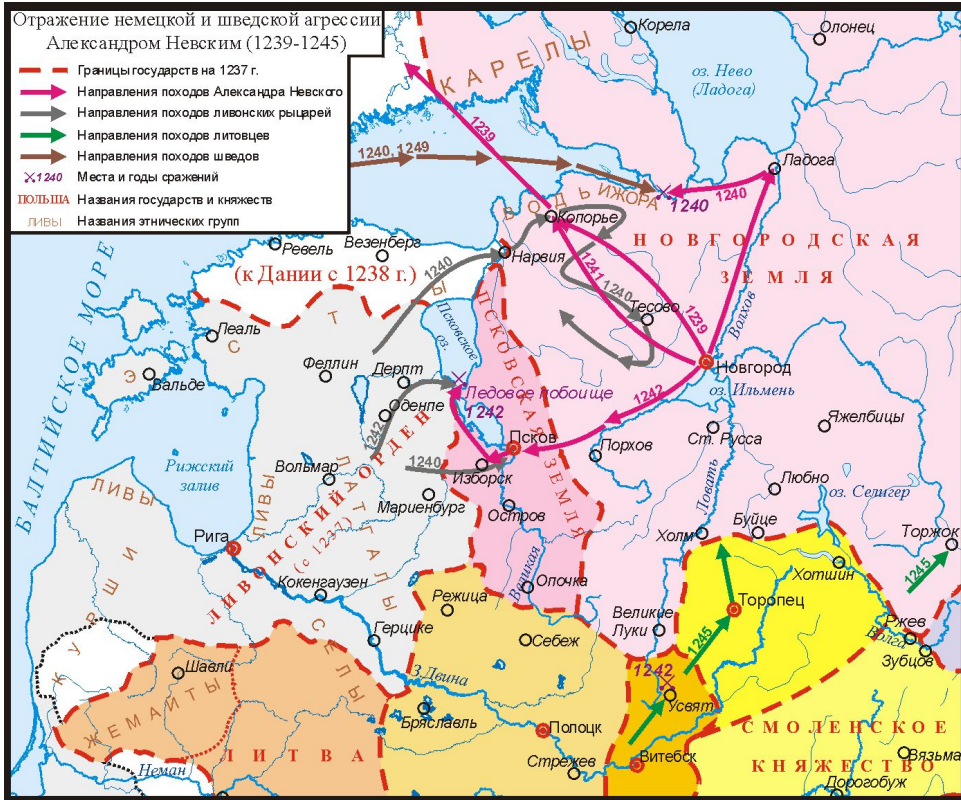 Отражение немецкой и шведской агрессии
Александром Невским (1239-1245)
Границы государств на 1237 г.
Направления походов Александра Невского
Направления походов ливонских рыцарей
Направления походов литовцев
Направления походов шведов
1240
Места и годы сражений
ПОЛЬША
Названия государств и княжеств
ЛИВЫ
Названия этнических групп
КАРЕЛЫ
Корела
Олонец
оз. Нево
(Ладога)
1239
1240, 1249
Ладога
1240
1240
ВОДЬ
ИЖОРА
Копорье
НОВГОРОДСКАЯ
ЗЕМЛЯ
Ревель
Везенберг
Нарвия
(к Дании с 1238 г.)
1240
1241
1240
1239
Тесово
Волхов
БАЛТИЙСКОЕ МОРЕ
Леаль
ЭСТЫ
Вальде
Феллин
Дерпт
Оденпе
Псковское
оз.
ПСКОВСКАЯ ЗЕМЛЯ
Новгород
оз. Ильмень
Ледовое побоище
1242
1242
1242
1240
Псков
Изборск
Порхов
Ст. Русса
Яжелбицы
Ловать
Любно
оз. Селигер
Рижский
залив
Вольмар
Мариенбург
Остров
Великая
Опочка
ЛИВЫ
ЛИВЫ
КУРШИ
ЛИВОНСКИЙ ОРДЕН
(с 1237)
ЛАТГАЛЫ
СЕЛЫ
Рига
Кокенгаузен
Герцике
Режица
Себеж
Холм
Буйце
Торжок
1245
Хотшин
Торопец
Великие
Луки
Ржев
Волга
Зубцов
1245
1242
Усвят
Шавли
ЖЕМАЙТЫ
З.Двина
Бряславль
Полоцк
Стрежев
Витебск
ЛИТВА
Неман
СМОЛЕНСКОЕ
КНЯЖЕСТВО
Вязьма
Дорогобуж